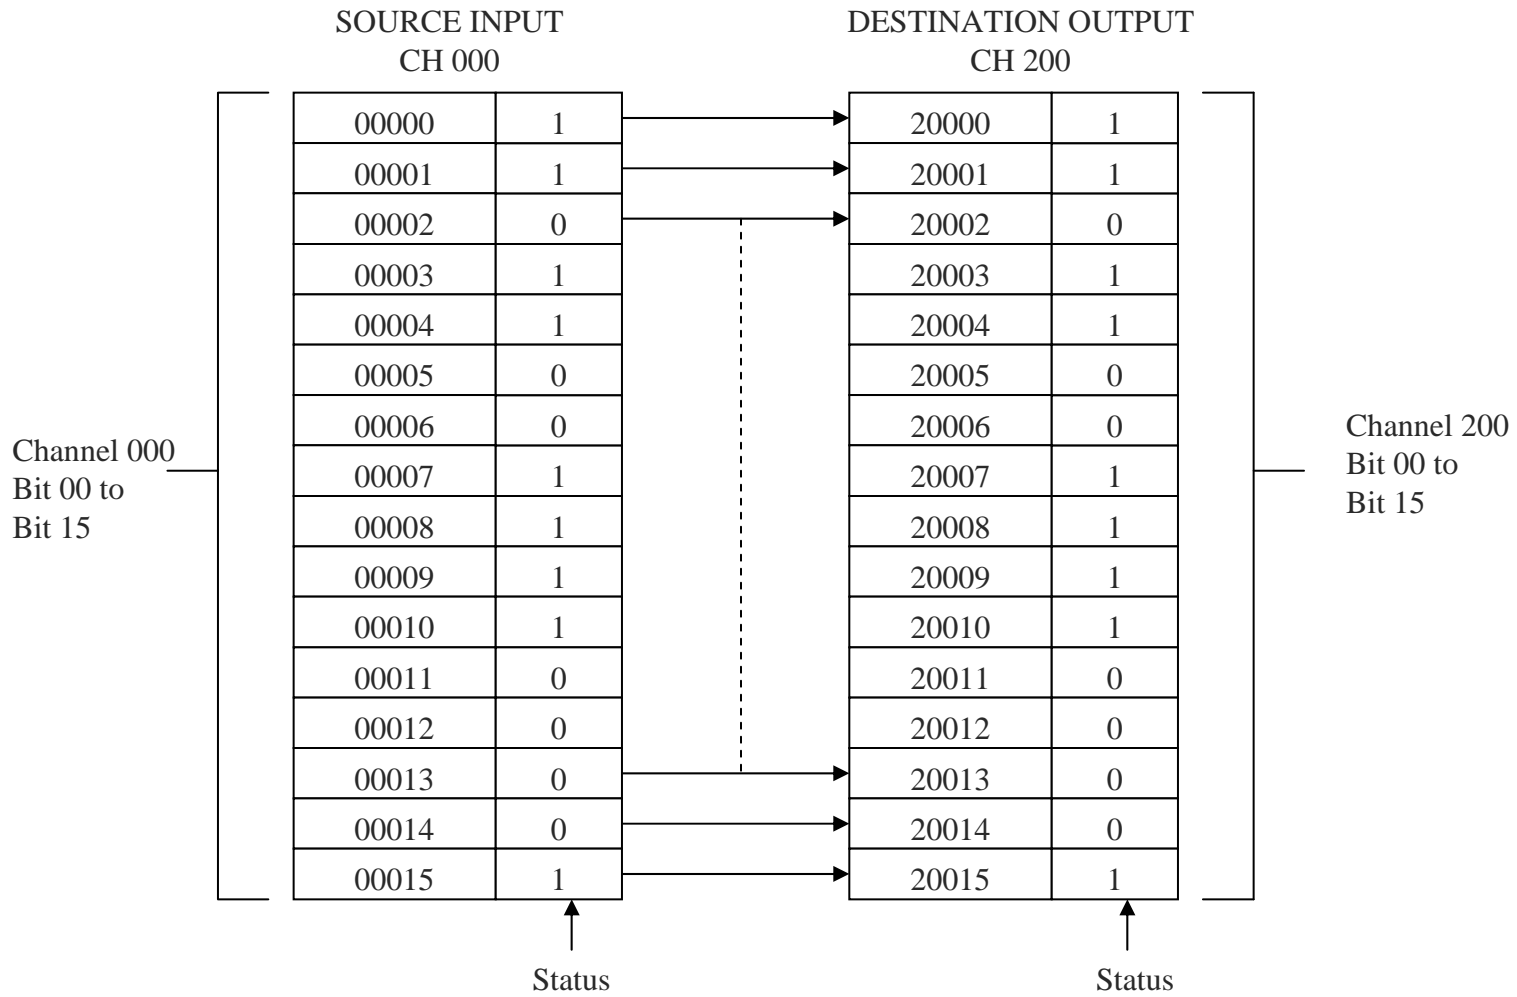 SOURCE INPUT
CH 000
DESTINATION OUTPUT
CH 200
00000 1
00001 1
00002 0
00003 1
00004 1
00005 0
00006 0
00007 1
00008 1
00009 1
00010 1
00011 0
00012 0
00013 0
00014 0
00015 1
20000 1
20001 1
20002 0
20003 1
20004 1
20005 0
20006 0
20007 1
20008 1
20009 1
20010 1
20011 0
20012 0
20013 0
20014 0
20015 1
Channel 000
Bit 00 to
Bit 15
Channel 200
Bit 00 to
Bit 15
Status
Status